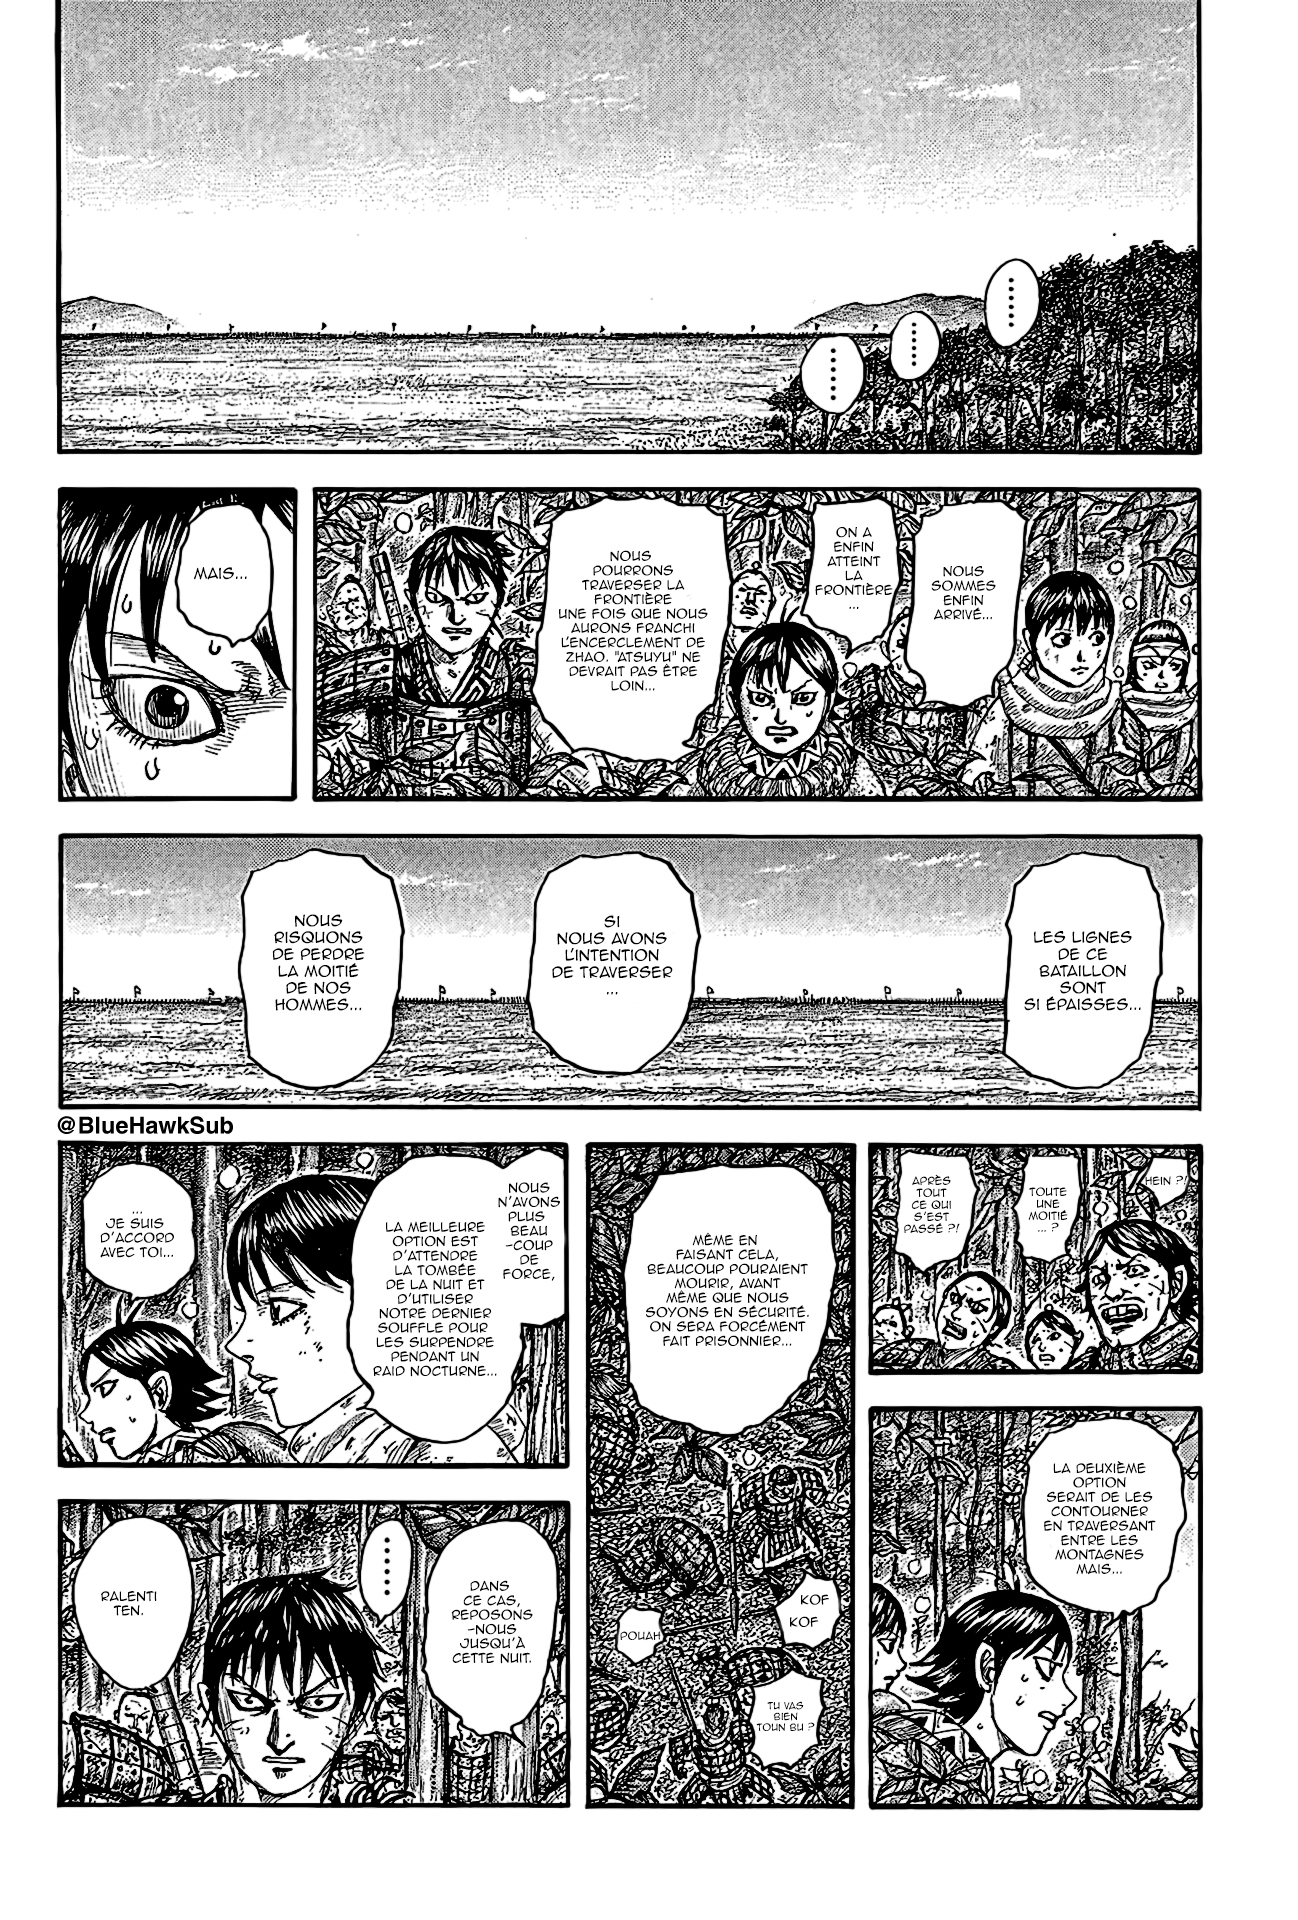 NOUS
SOMMES
ENFIN
ARRIVÉ...
ON A
ENFIN
ATTEINT
LA
FRONTIÈRE
...
NOUS
POURRONS
TRAVERSER LA
FRONTIÈRE
UNE FOIS QUE NOUS
AURONS FRANCHI
L'ENCERCLEMENT DE
ZHAO. "ATSUYU" NE
DEVRAIT PAS ÊTRE
LOIN...
MAIS...
LES LIGNES
DE CE
BATAILLON
SONT
SI ÉPAISSES...
SI
NOUS AVONS
L'INTENTION
DE TRAVERSER
...
NOUS
RISQUONS
DE PERDRE
LA MOITIÉ
DE NOS
HOMMES...
@BlueHawkSub
HEIN ?!
TOUTE
UNE
MOITIÉ
... ?
APRÈS
TOUT
CE QUI
S'EST
PASSÉ ?!
LA DEUXIÈME
OPTION
SERAIT DE LES
CONTOURNER
EN TRAVERSANT
ENTRE LES
MONTAGNES
MAIS...
MÊME EN
FAISANT CELA,
BEAUCOUP POURAIENT
MOURIR, AVANT
MÊME QUE NOUS
SOYONS EN SÉCURITÉ.
ON SERA FORCÉMENT
FAIT PRISONNIER...
KOF
KOF
POUAH
TU VAS
BIEN
TOUN BU ?
NOUS
N'AVONS
PLUS
BEAU
-COUP
DE
FORCE,
LA MEILLEURE
OPTION EST
D'ATTENDRE
LA TOMBÉE
DE LA NUIT ET
D'UTILISER
NOTRE DERNIER
SOUFFLE POUR
LES SURPENDRE
PENDANT UN
RAID NOCTURNE...
...
JE SUIS
D'ACCORD
AVEC TOI...
DANS
CE CAS,
REPOSONS
-NOUS
JUSQU'À
CETTE NUIT.
RALENTI
TEN.